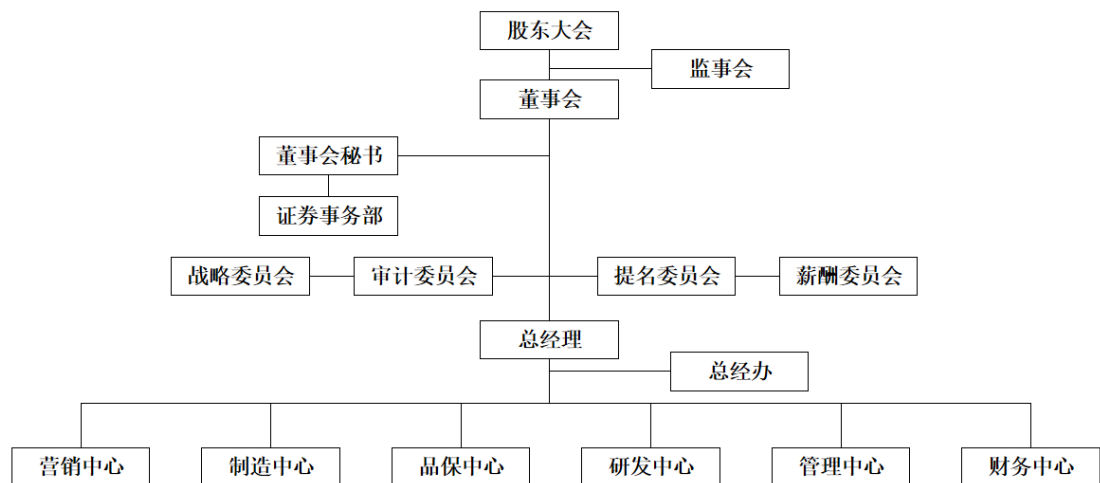 股东大会
监事会
董事会
董事会秘书
证券事务部
战略委员会
审计委员会
提名委员会
薪酬委员会
总经理
总经办
营销中心
制造中心
品保中心
研发中心
管理中心
财务中心